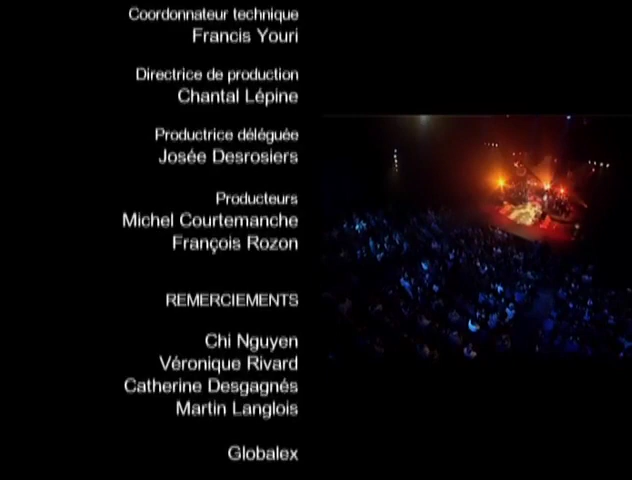 Coordonnateur technique
Francis Youri
Directrice de production
Chantal Lépine
Productrice déléguée
Josée Desrosiers
Producteurs
Michel Courtemanche
François Rozon
REMERCIEMENTS
Chi Nguyen
Véronique Rivard
Catherine Desgagnés
Martin Langlois
Globalex